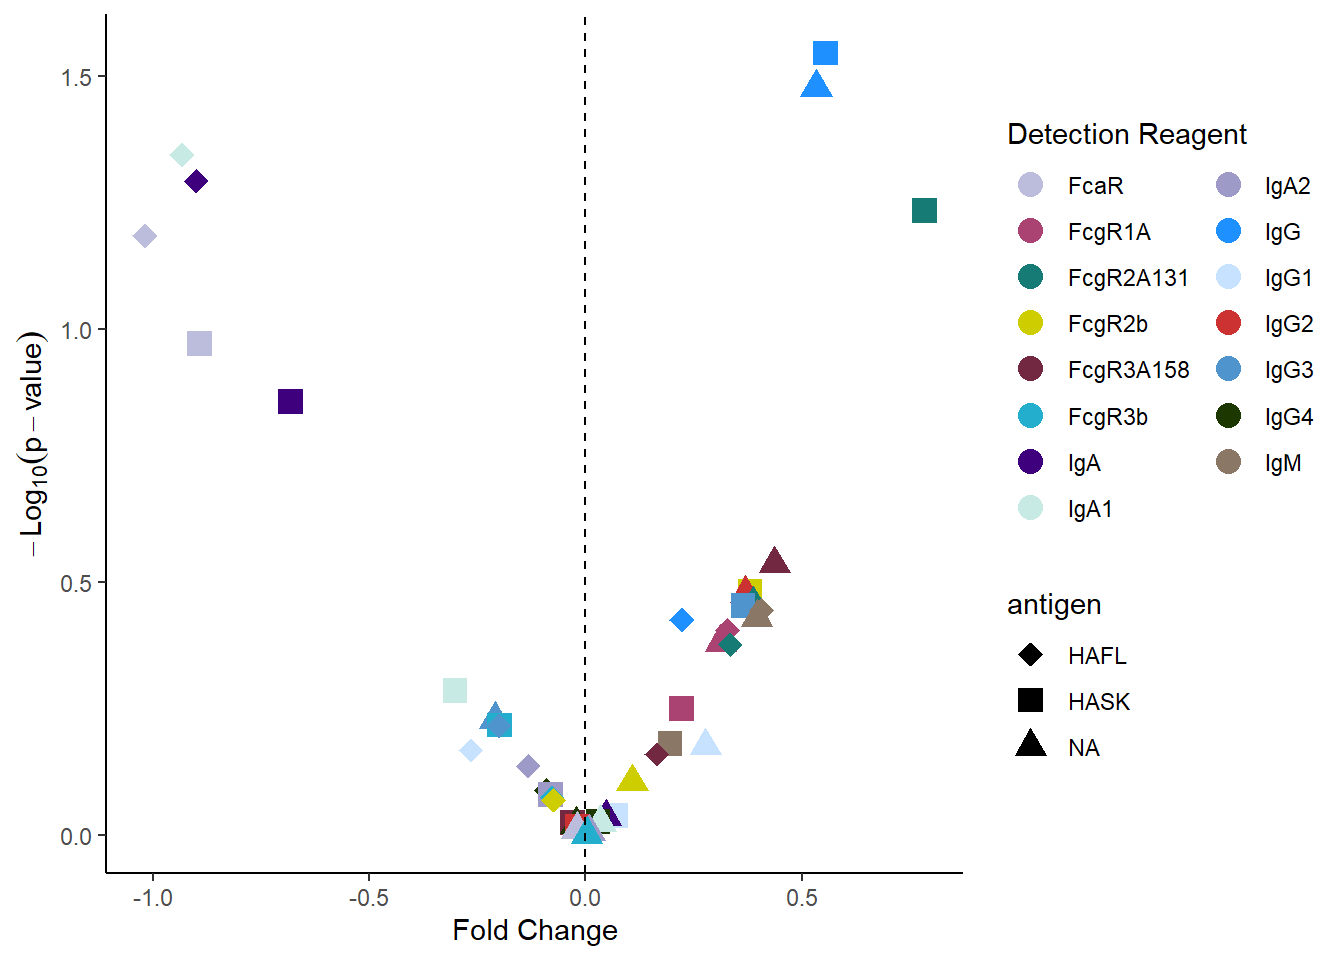 1.5
1.0
0.5
0.0
−Log10(p−value)
-1.0
-0.5
0.0
0.5
Fold Change
Detection Reagent
FcaR
FcgR1A
FcgR2A131
FcgR2b
FcgR3A158
FcgR3b
IgA
IgA1
IgA2
IgG
IgG1
IgG2
IgG3
IgG4
IgM
antigen
HAFL
HASK
NA